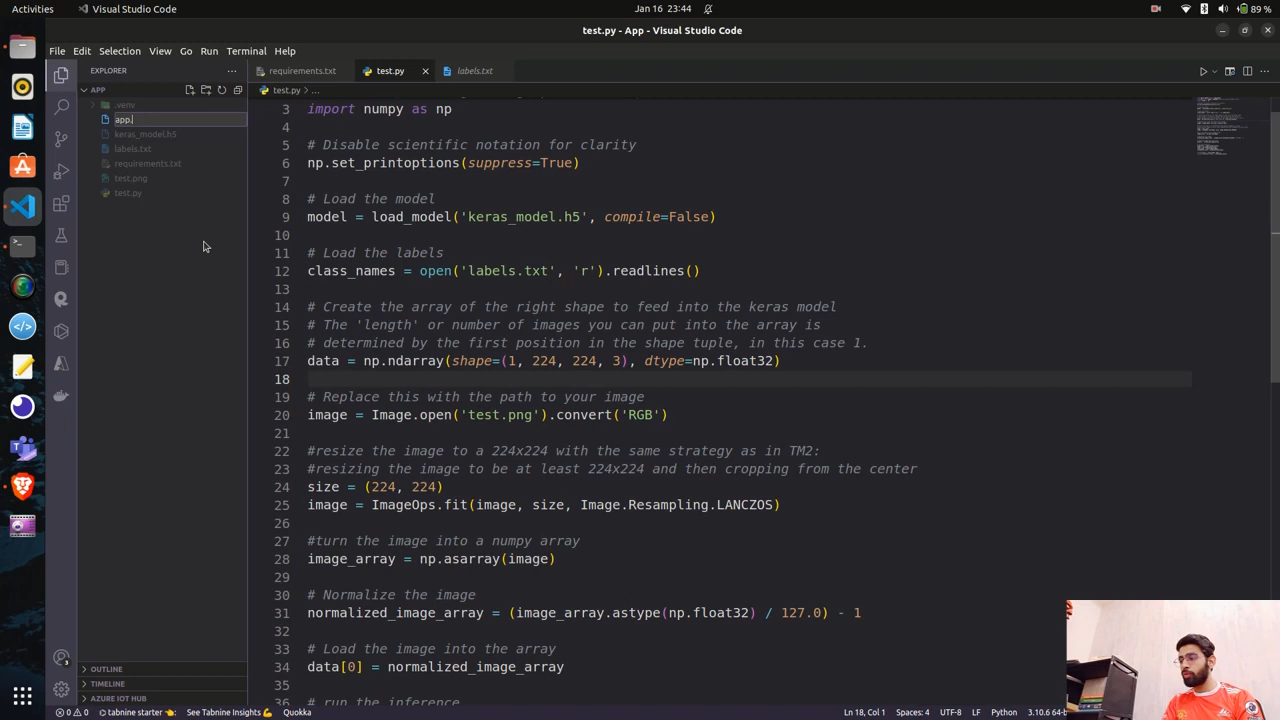 Activities
Visual Studio Code
Jan 16 23:44
89 %
test.py - App - Visual Studio Code
File Edit Selection View Go Run Terminal Help
EXPLORER
requirements.txt
test.py
labels.txt
APP
test.py > ...
.venv
app.
keras_model.h5
labels.txt
requirements.txt
test.png
test.py
3 import numpy as np
4
5 # Disable scientific notation for clarity
6 np.set_printoptions(suppress=True)
7
8 # Load the model
9 model = load_model('keras_model.h5', compile=False)
10
11 # Load the labels
12 class_names = open('labels.txt', 'r').readlines()
13
14 # Create the array of the right shape to feed into the keras model
15 # The 'length' or number of images you can put into the array is
16 # determined by the first position in the shape tuple, in this case 1.
17 data = np.ndarray(shape=(1, 224, 224, 3), dtype=np.float32)
18
19 # Replace this with the path to your image
20 image = Image.open('test.png').convert('RGB')
21
22 #resize the image to a 224x224 with the same strategy as in TM2:
23 #resizing the image to be at least 224x224 and then cropping from the center
24 size = (224, 224)
25 image = ImageOps.fit(image, size, Image.Resampling.LANCZOS)
26
27 #turn the image into a numpy array
28 image_array = np.asarray(image)
29
30 # Normalize the image
31 normalized_image_array = (image_array.astype(np.float32) / 127.0) - 1
32
33 # Load the image into the array
34 data[0] = normalized_image_array
35
36 # run the inference
OUTLINE
TIMELINE
AZURE IOT HUB
0 0 tabnine starter See Tabnine Insights Quokka
Ln 18, Col 1 Spaces: 4 UTF-8 LF Python 3.10.6 64-b